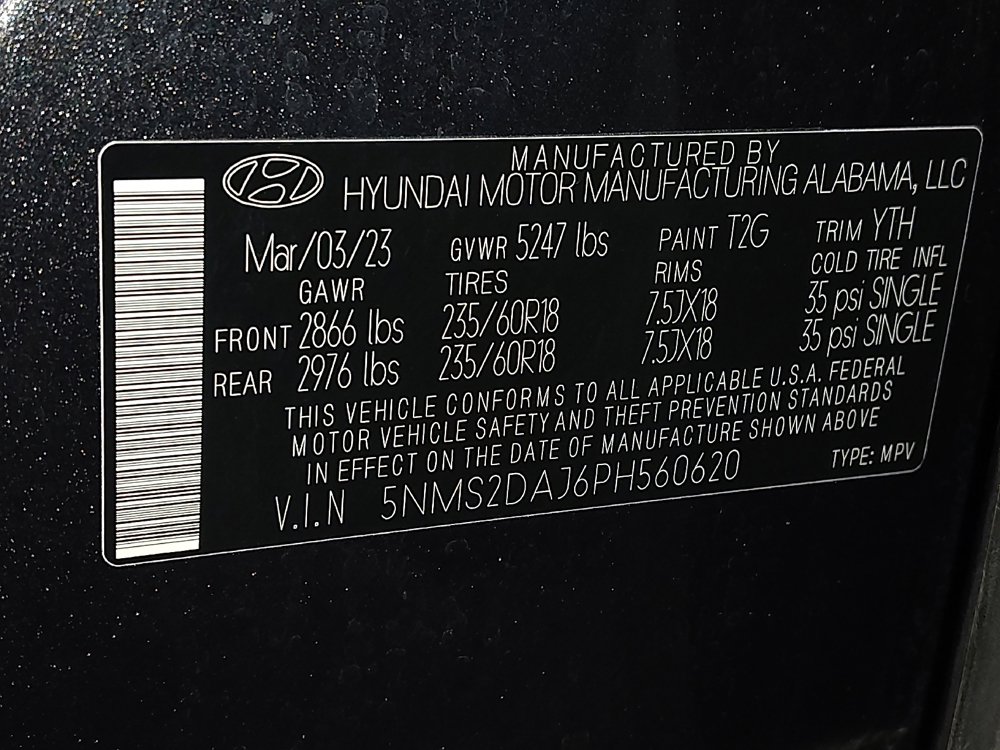 MANUFACTURED BY
HYUNDAI MOTOR MANUFACTURING ALABAMA, LLC
Mar/03/23 GVWR 5247 lbs PAINT T2G TRIM YTH
GAWR TIRES RIMS COLD TIRE INFL
FRONT 2866 lbs 235/60R18 7.5JX18 35 psi SINGLE
REAR 2976 lbs 235/60R18 7.5JX18 35 psi SINGLE
THIS VEHICLE CONFORMS TO ALL APPLICABLE U.S.A. FEDERAL
MOTOR VEHICLE SAFETY AND THEFT PREVENTION STANDARDS
IN EFFECT ON THE DATE OF MANUFACTURE SHOWN ABOVE
V.I.N 5NMS2DAJ6PH560620 TYPE: MPV